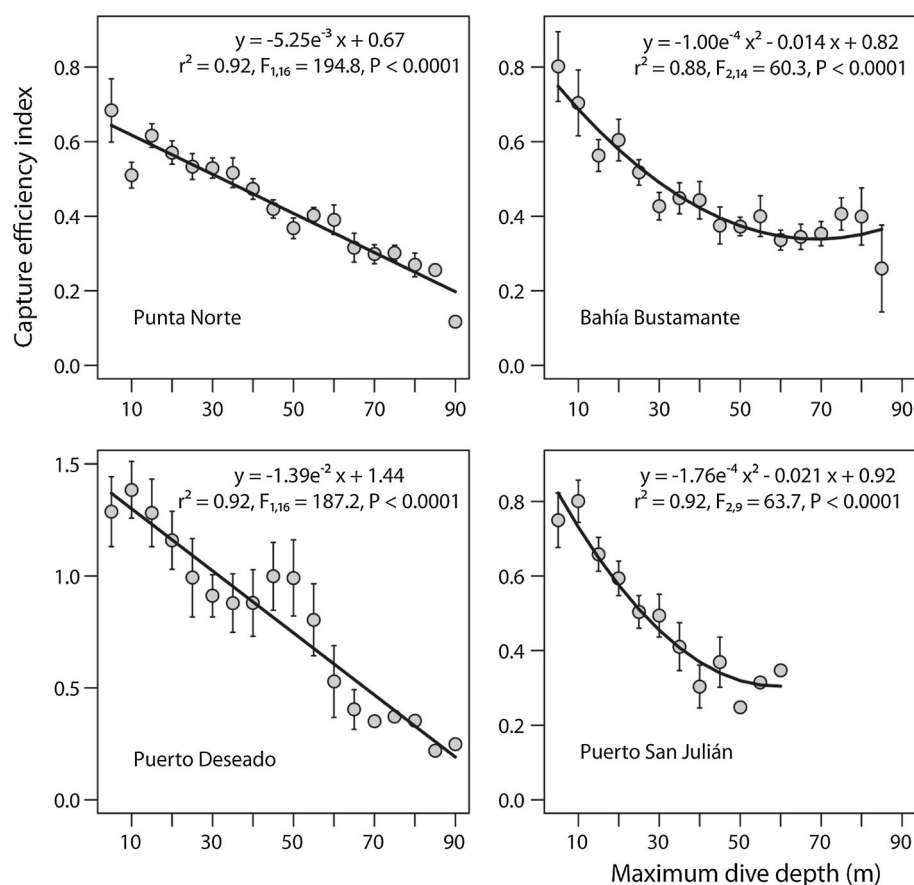 y = -5.25e⁻³ x + 0.67
r² = 0.92, F₁,₁₆ = 194.8, P < 0.0001
0.8
0.6
0.4
0.2
0.0
Capture efficiency index
Punta Norte
10 30 50 70 90
y = -1.00e⁻⁴ x² - 0.014 x + 0.82
r² = 0.88, F₂,₁₄ = 60.3, P < 0.0001
0.8
0.6
0.4
0.2
0.0
Bahía Bustamante
10 30 50 70 90
y = -1.39e⁻² x + 1.44
r² = 0.92, F₁,₁₆ = 187.2, P < 0.0001
1.5
1.0
0.5
0.0
Puerto Deseado
10 30 50 70 90
y = -1.76e⁻⁴ x² - 0.021 x + 0.92
r² = 0.92, F₂,₉ = 63.7, P < 0.0001
0.8
0.6
0.4
0.2
0.0
Puerto San Julián
10 30 50 70 90
Maximum dive depth (m)